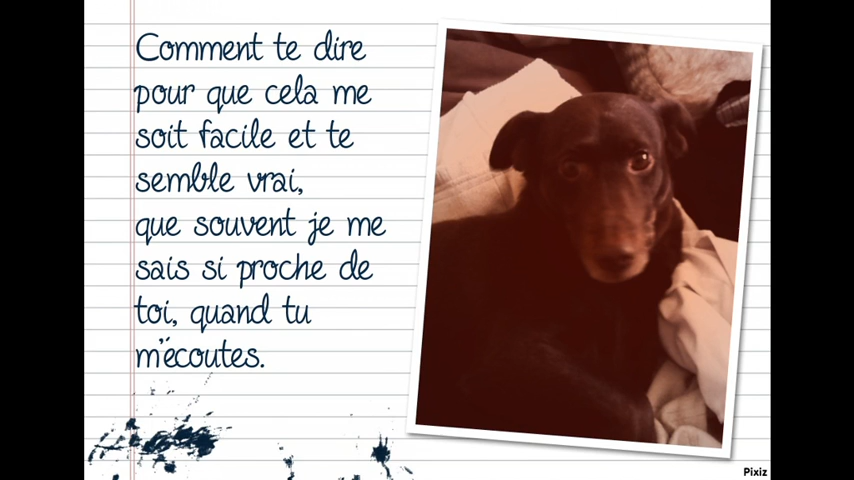 Comment te dire
pour que cela me
soit facile et te
semble vrai,
que souvent je me
sais si proche de
toi, quand tu
m'écoutes.
Pixiz